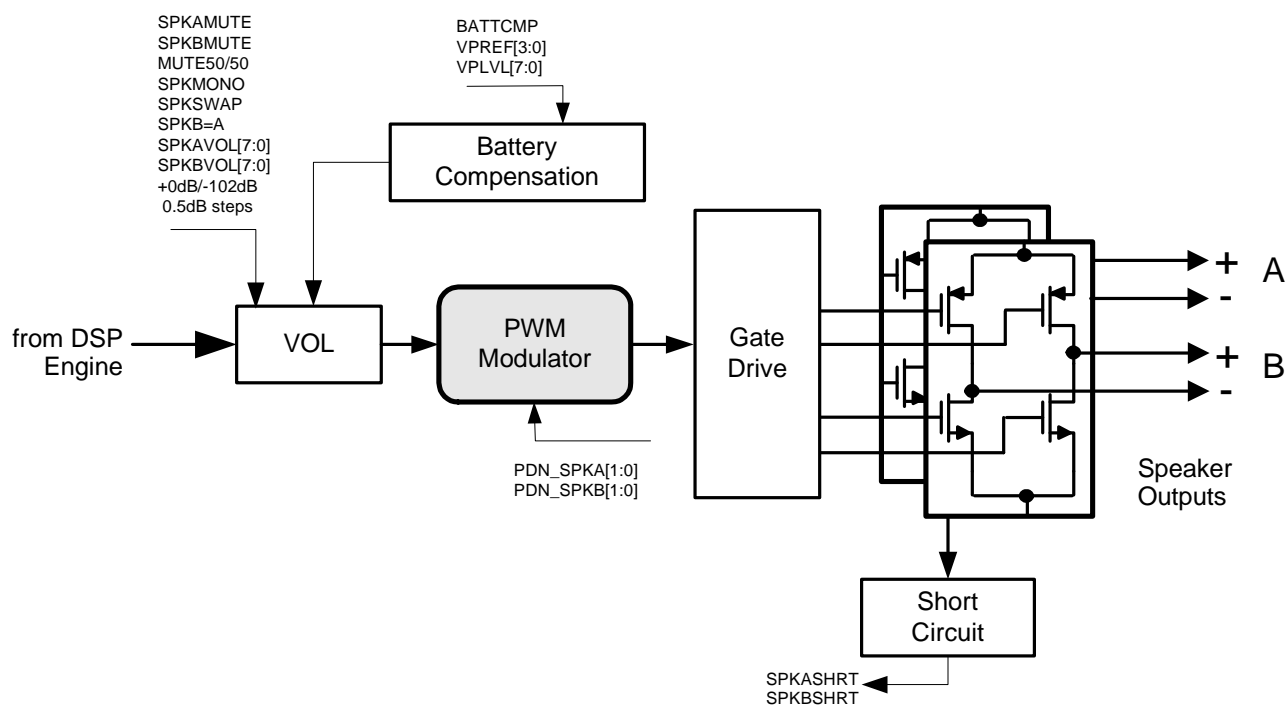 SPKAMUTE
SPKBMUTE
MUTE50/50
SPKMONO
SPKSWAP
SPKB=A
SPKAVOL[7:0]
SPKBVOL[7:0]
+0dB/-102dB
0.5dB steps
BATTCMP
VPREF[3:0]
VPLVL[7:0]
Battery
Compensation
from DSP
Engine
VOL
PWM
Modulator
PDN_SPKA[1:0]
PDN_SPKB[1:0]
Gate
Drive
+
-
A
+
-
B
Speaker
Outputs
Short
Circuit
SPKASHRT
SPKBSHRT